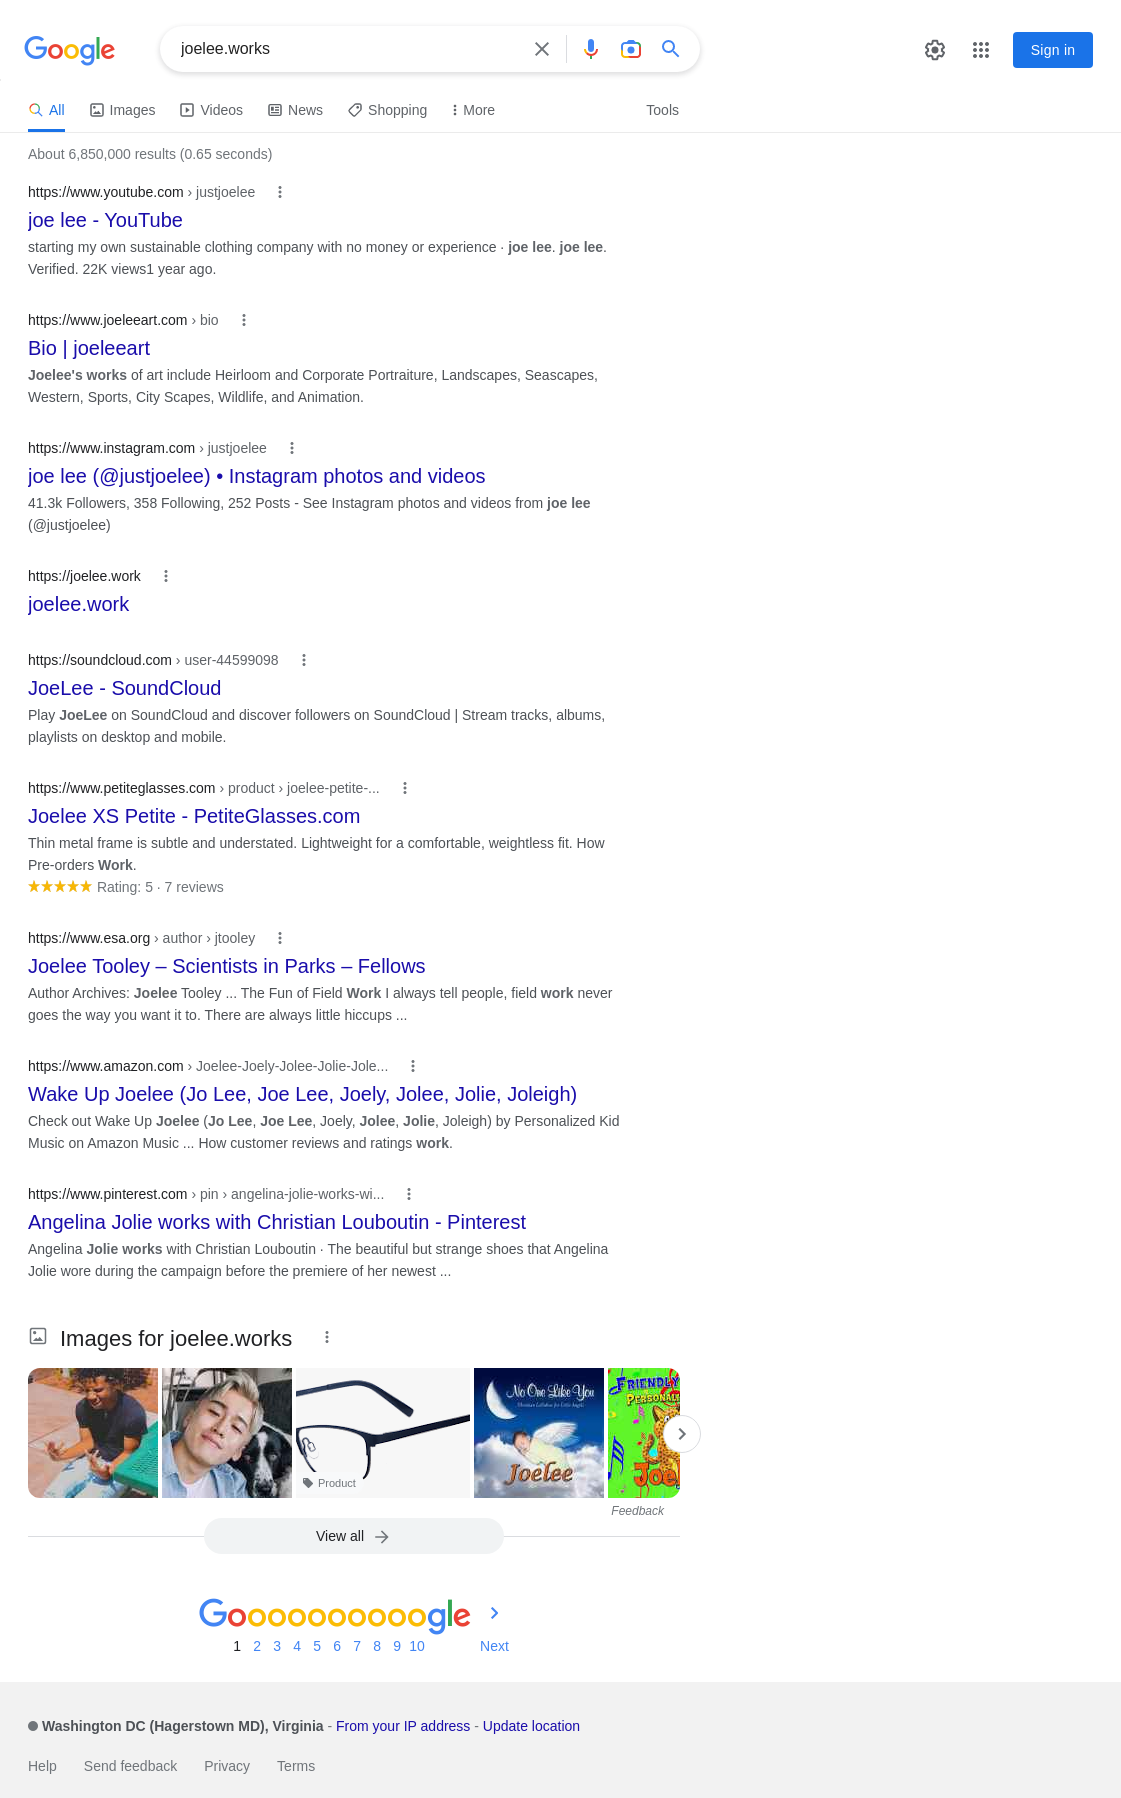 Google
joelee.works
Sign in
All
Images
Videos
News
Shopping
More
Tools
About 6,850,000 results (0.65 seconds)
https://www.youtube.com › justjoelee
joe lee - YouTube
starting my own sustainable clothing company with no money or experience · joe lee. joe lee.
Verified. 22K views1 year ago.
https://www.joeleeart.com › bio
Bio | joeleeart
Joelee's works of art include Heirloom and Corporate Portraiture, Landscapes, Seascapes,
Western, Sports, City Scapes, Wildlife, and Animation.
https://www.instagram.com › justjoelee
joe lee (@justjoelee) • Instagram photos and videos
41.3k Followers, 358 Following, 252 Posts - See Instagram photos and videos from joe lee
(@justjoelee)
https://joelee.work
joelee.work
https://soundcloud.com › user-44599098
JoeLee - SoundCloud
Play JoeLee on SoundCloud and discover followers on SoundCloud | Stream tracks, albums,
playlists on desktop and mobile.
https://www.petiteglasses.com › product › joelee-petite-...
Joelee XS Petite - PetiteGlasses.com
Thin metal frame is subtle and understated. Lightweight for a comfortable, weightless fit. How
Pre-orders Work.
Rating: 5 · 7 reviews
https://www.esa.org › author › jtooley
Joelee Tooley – Scientists in Parks – Fellows
Author Archives: Joelee Tooley ... The Fun of Field Work I always tell people, field work never
goes the way you want it to. There are always little hiccups ...
https://www.amazon.com › Joelee-Joely-Jolee-Jolie-Jole...
Wake Up Joelee (Jo Lee, Joe Lee, Joely, Jolee, Jolie, Joleigh)
Check out Wake Up Joelee (Jo Lee, Joe Lee, Joely, Jolee, Jolie, Joleigh) by Personalized Kid
Music on Amazon Music ... How customer reviews and ratings work.
https://www.pinterest.com › pin › angelina-jolie-works-wi...
Angelina Jolie works with Christian Louboutin - Pinterest
Angelina Jolie works with Christian Louboutin · The beautiful but strange shoes that Angelina
Jolie wore during the campaign before the premiere of her newest ...
Images for joelee.works
Product
No One Like You
Joelee
FRIENDLY
PERSONAL
Joe
Feedback
View all
Goooooooooogle
1 2 3 4 5 6 7 8 9 10 Next
Washington DC (Hagerstown MD), Virginia - From your IP address - Update location
Help
Send feedback
Privacy
Terms